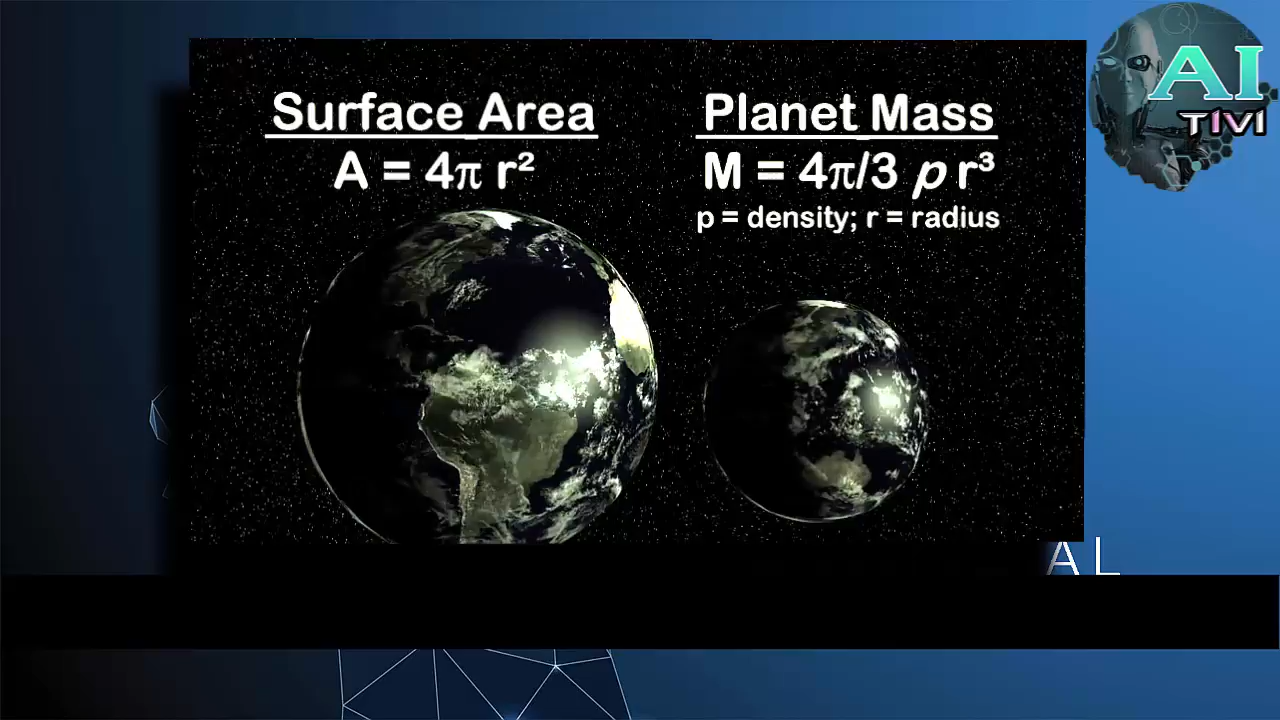 Surface Area
A = 4π r²
Planet Mass
M = 4π/3 p r³
p = density; r = radius
AI
TIVI
AL